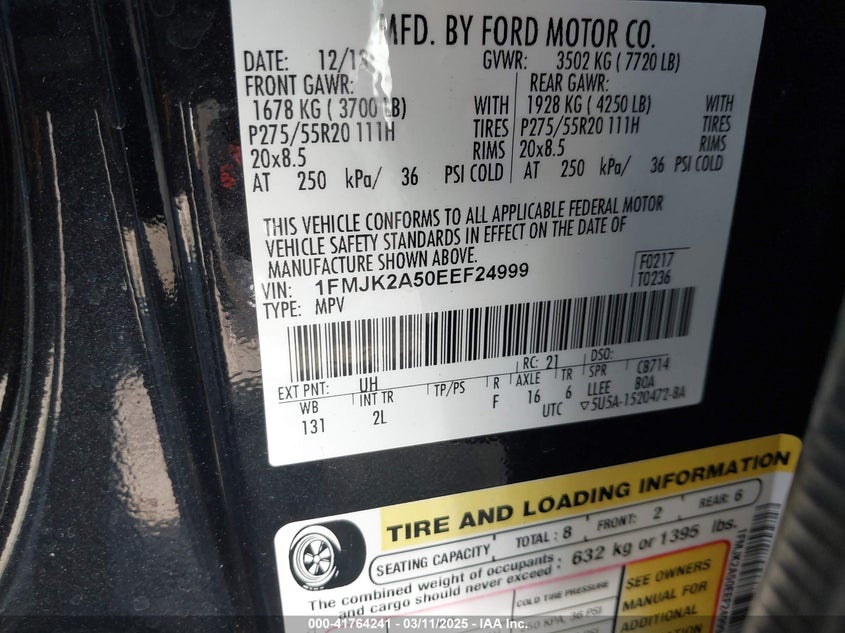 MFD. BY FORD MOTOR CO.
DATE: 12/13 GVWR: 3502 KG ( 7720 LB)
FRONT GAWR: REAR GAWR:
1678 KG ( 3700 LB) WITH 1928 KG ( 4250 LB) WITH
P275/55R20 111H TIRES P275/55R20 111H TIRES
20x8.5 RIMS 20x8.5 RIMS
AT 250 kPa/ 36 PSI COLD AT 250 kPa/ 36 PSI COLD
THIS VEHICLE CONFORMS TO ALL APPLICABLE FEDERAL MOTOR
VEHICLE SAFETY STANDARDS IN EFFECT ON THE DATE OF
MANUFACTURE SHOWN ABOVE.
VIN: 1FMJK2A50EEF24999 F0217
TYPE: MPV T0236
RC: 21 DSO:
EXT PNT: UH CB714
WB INT TR TP/PS R AXLE TR SPR BOA
131 2L F 16 6 LLEE
UTC ▽5U5A-1520472-BA
TIRE AND LOADING INFORMATION
SEATING CAPACITY TOTAL : 8 FRONT: 2 REAR: 6
The combined weight of occupants
and cargo should never exceed : 632 kg or 1395 lbs.
COLD TIRE PRESSURE
SEE OWNERS
MANUAL FOR
ADDITIONAL
000-41764241 - 03/11/2025 - IAA Inc.